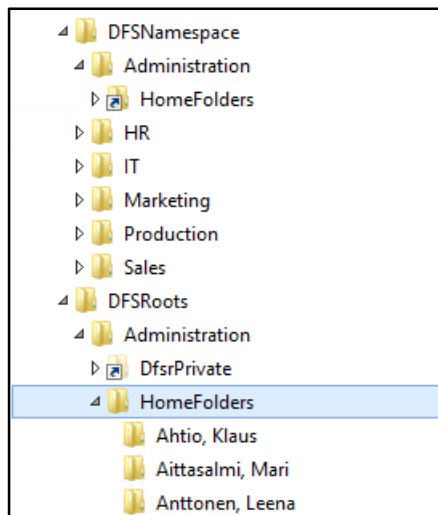 DFSNamespace
Administration
HomeFolders
HR
IT
Marketing
Production
Sales
DFSRoots
Administration
DfsrPrivate
HomeFolders
Ahtio, Klaus
Aittasalmi, Mari
Anttonen, Leena